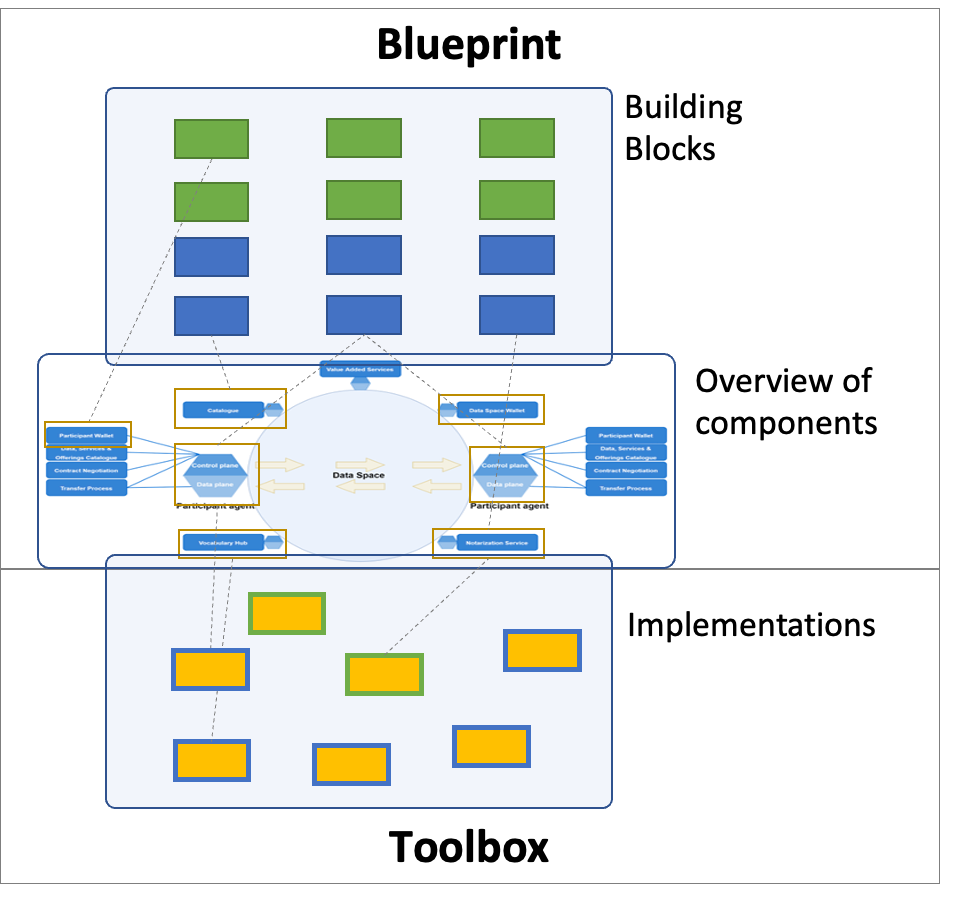 Blueprint
Building
Blocks
Value Added Services
Overview of
components
Catalogue
Data Space Wallet
Participant Wallet
Data, Services &
Offerings Catalogue
Contract Negotiation
Transfer Process
Control plane
Data plane
Participant agent
Data Space
Control plane
Data plane
Participant agent
Participant Wallet
Data, Services &
Offerings Catalogue
Contract Negotiation
Transfer Process
Vocabulary Hub
Notarization Service
Implementations
Toolbox